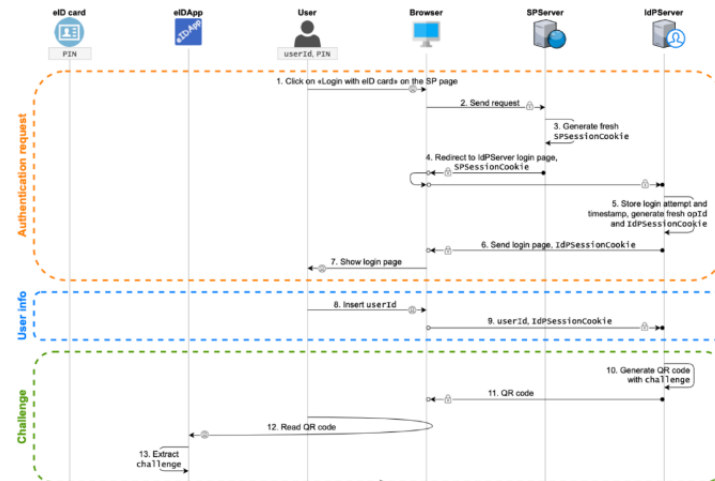 eID card
eIDApp
User
Browser
SPServer
IdPServer
eIDApp
PIN
userId, PIN
Authentication request
1. Click on «Login with eID card» on the SP page
2. Send request
3. Generate fresh
SPSessionCookie
4. Redirect to IdPServer login page,
SPSessionCookie
5. Store login attempt and
timestamp, generate fresh opId
and IdPSessionCookie
6. Send login page, IdPSessionCookie
7. Show login page
User info
8. Insert userId
9. userId, IdPSessionCookie
Challenge
10. Generate QR code
with challenge
11. QR code
12. Read QR code
13. Extract
challenge